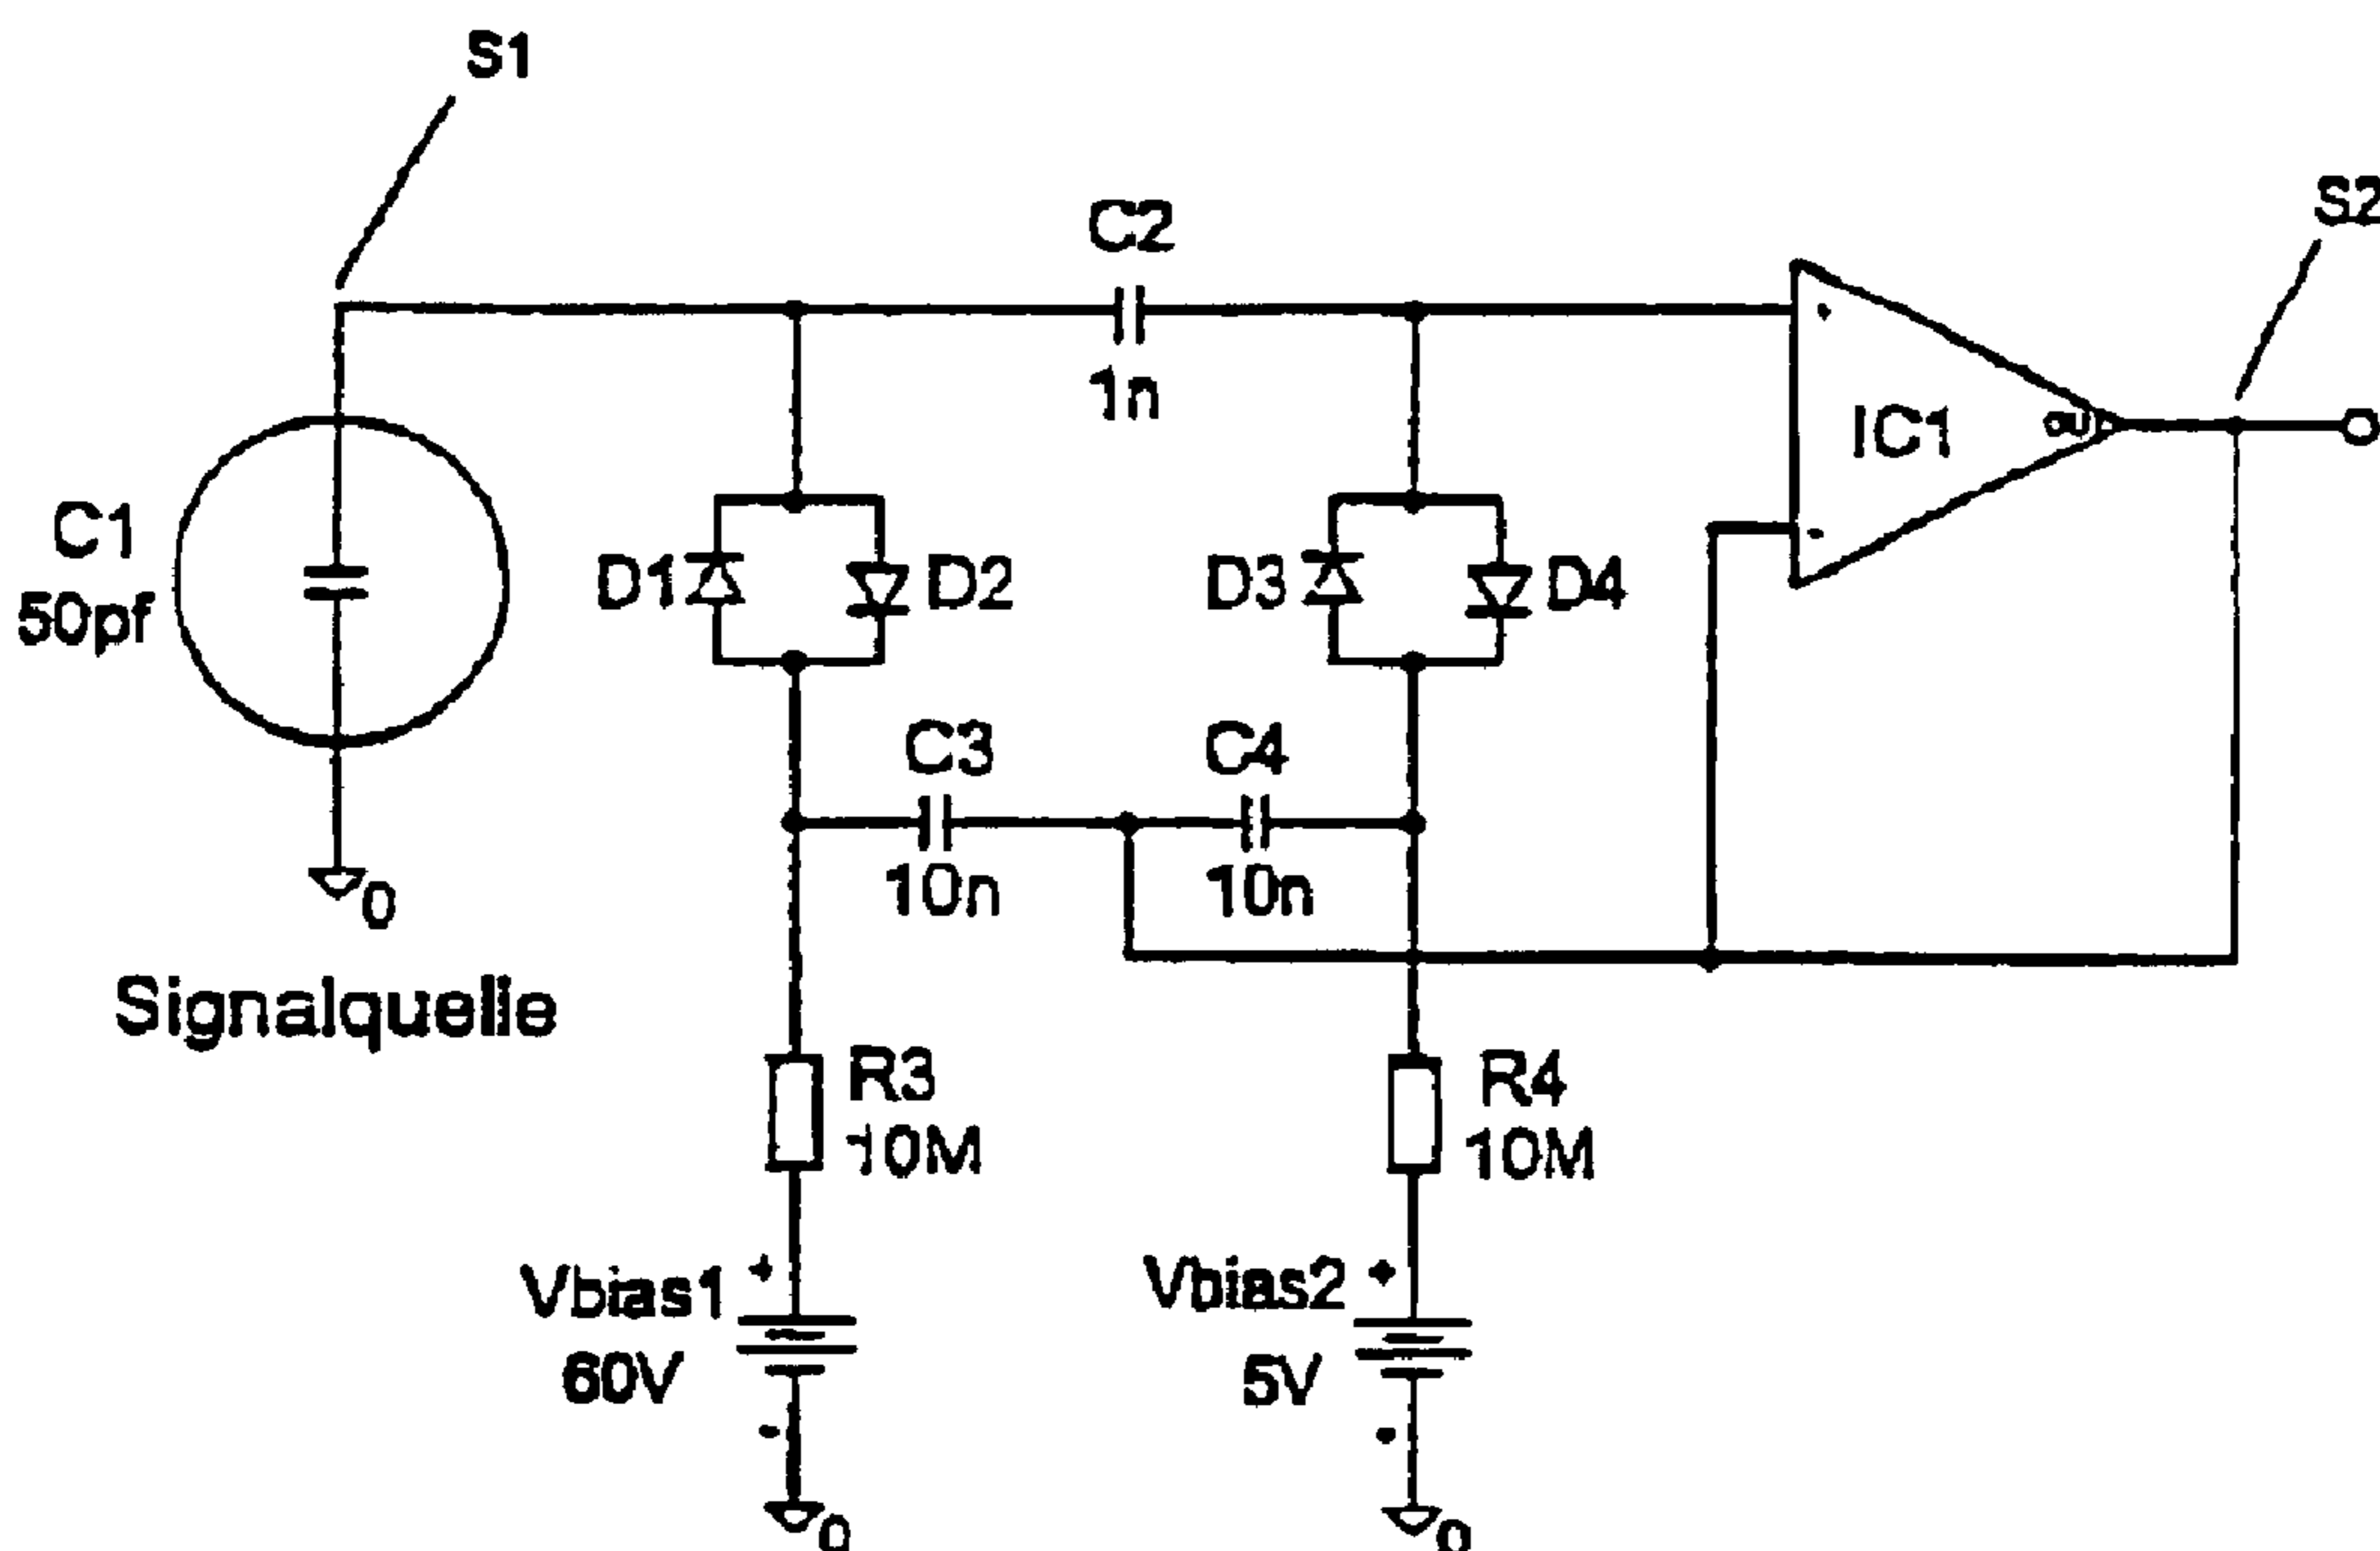 S1
S2
C2
1n
IC1
out
C1
50pf
D1
D2
D3
D4
C3
10n
C4
10n
0
Signalquelle
R3
10M
R4
10M
Vbias1
+
60V
-
0
Vbias2
+
5V
-
0